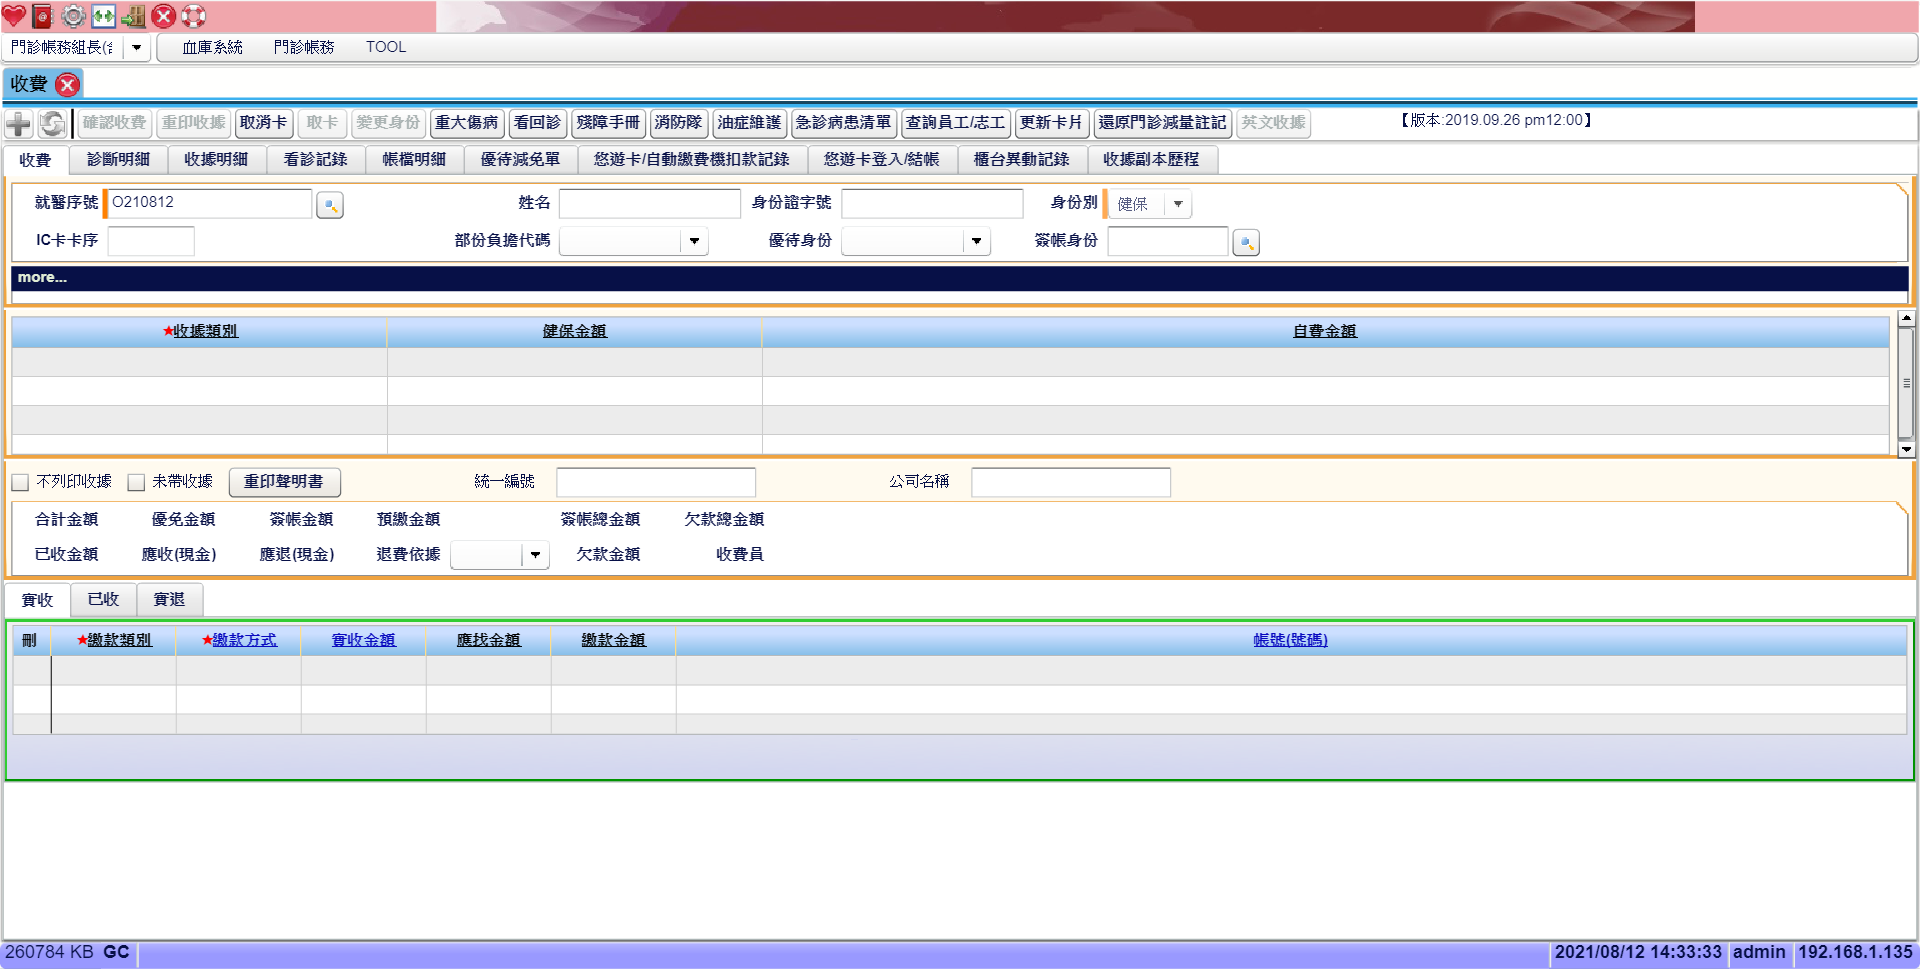 門診帳務組長(台 血庫系統 門診帳務 TOOL
收費
確認收費 重印收據 取消卡 取卡 變更身份 重大傷病 看回診 殘障手冊 消防隊 油症維護 急診病患清單 查詢員工/志工 更新卡片 還原門診減量註記 英文收據 【版本:2019.09.26 pm12:00】
收費 診斷明細 收據明細 看診記錄 帳檔明細 優待減免單 悠遊卡/自動繳費機扣款記錄 悠遊卡登入/結帳 櫃台異動記錄 收據副本歷程
就醫序號 O210812 姓名 身份證字號 身份別 健保
IC卡卡序 部份負擔代碼 優待身份 簽帳身份
more...
★收據類別 健保金額 自費金額
不列印收據 未帶收據 重印聲明書 統一編號 公司名稱
合計金額 優免金額 簽帳金額 預繳金額 簽帳總金額 欠款總金額
已收金額 應收(現金) 應退(現金) 退費依據 欠款金額 收費員
實收 已收 實退
刪 ★繳款類別 ★繳款方式 實收金額 應找金額 繳款金額 帳號(號碼)
260784 KB GC 2021/08/12 14:33:33 admin 192.168.1.135